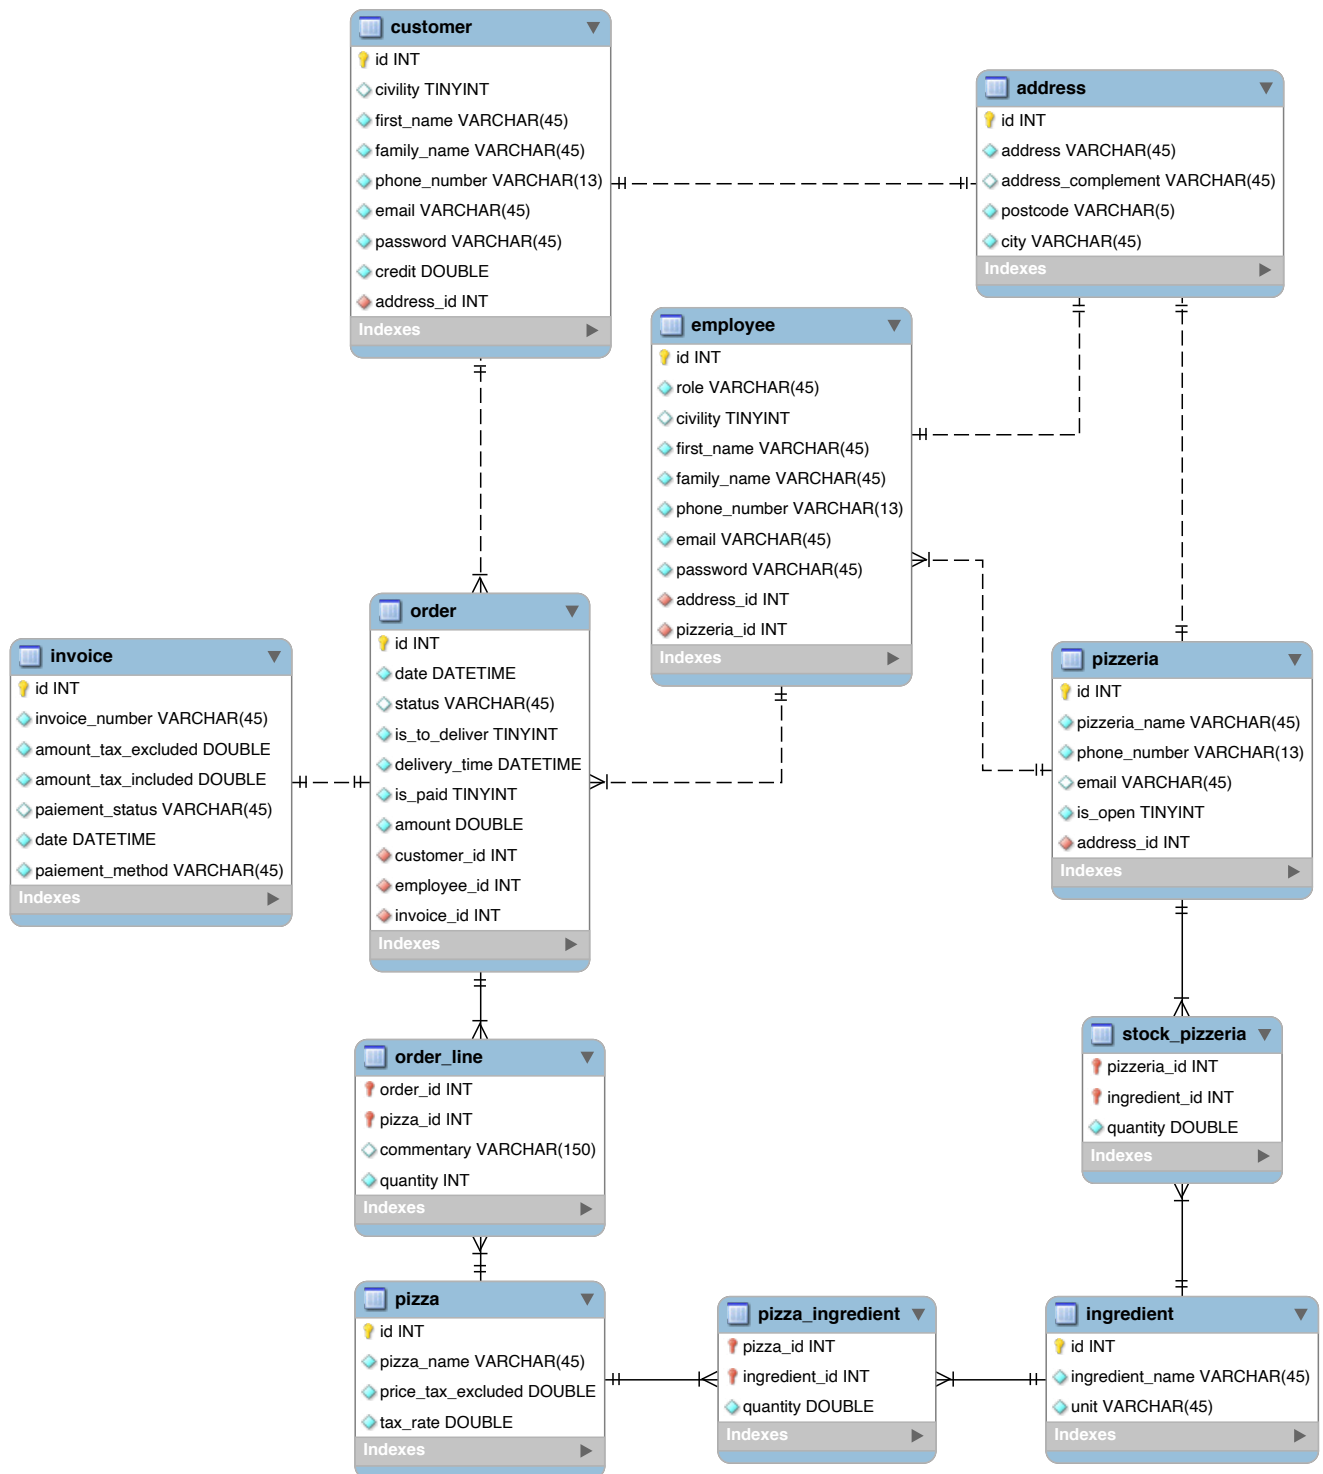 customer
id INT
civility TINYINT
first_name VARCHAR(45)
family_name VARCHAR(45)
phone_number VARCHAR(13)
email VARCHAR(45)
password VARCHAR(45)
credit DOUBLE
address_id INT
Indexes
address
id INT
address VARCHAR(45)
address_complement VARCHAR(45)
postcode VARCHAR(5)
city VARCHAR(45)
Indexes
employee
id INT
role VARCHAR(45)
civility TINYINT
first_name VARCHAR(45)
family_name VARCHAR(45)
phone_number VARCHAR(13)
email VARCHAR(45)
password VARCHAR(45)
address_id INT
pizzeria_id INT
Indexes
order
id INT
date DATETIME
status VARCHAR(45)
is_to_deliver TINYINT
delivery_time DATETIME
is_paid TINYINT
amount DOUBLE
customer_id INT
employee_id INT
invoice_id INT
Indexes
invoice
id INT
invoice_number VARCHAR(45)
amount_tax_excluded DOUBLE
amount_tax_included DOUBLE
paiement_status VARCHAR(45)
date DATETIME
paiement_method VARCHAR(45)
Indexes
pizzeria
id INT
pizzeria_name VARCHAR(45)
phone_number VARCHAR(13)
email VARCHAR(45)
is_open TINYINT
address_id INT
Indexes
order_line
order_id INT
pizza_id INT
commentary VARCHAR(150)
quantity INT
Indexes
stock_pizzeria
pizzeria_id INT
ingredient_id INT
quantity DOUBLE
Indexes
pizza
id INT
pizza_name VARCHAR(45)
price_tax_excluded DOUBLE
tax_rate DOUBLE
Indexes
pizza_ingredient
pizza_id INT
ingredient_id INT
quantity DOUBLE
Indexes
ingredient
id INT
ingredient_name VARCHAR(45)
unit VARCHAR(45)
Indexes